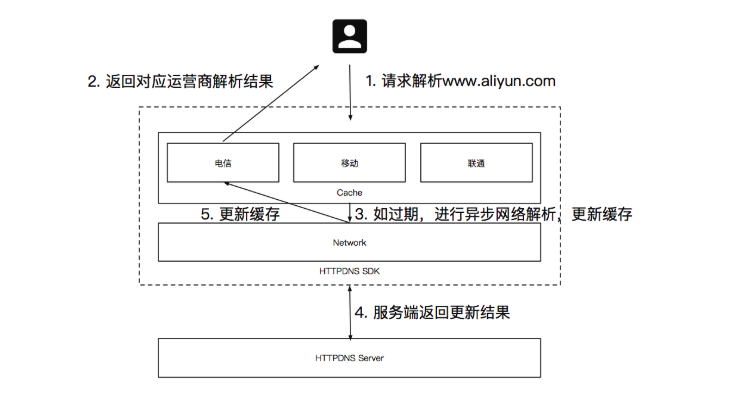 2. 返回对应运营商解析结果
1. 请求解析www.aliyun.com
电信
移动
联通
Cache
5. 更新缓存
3. 如过期，进行异步网络解析，更新缓存
Network
HTTPDNS SDK
4. 服务端返回更新结果
HTTPDNS Server